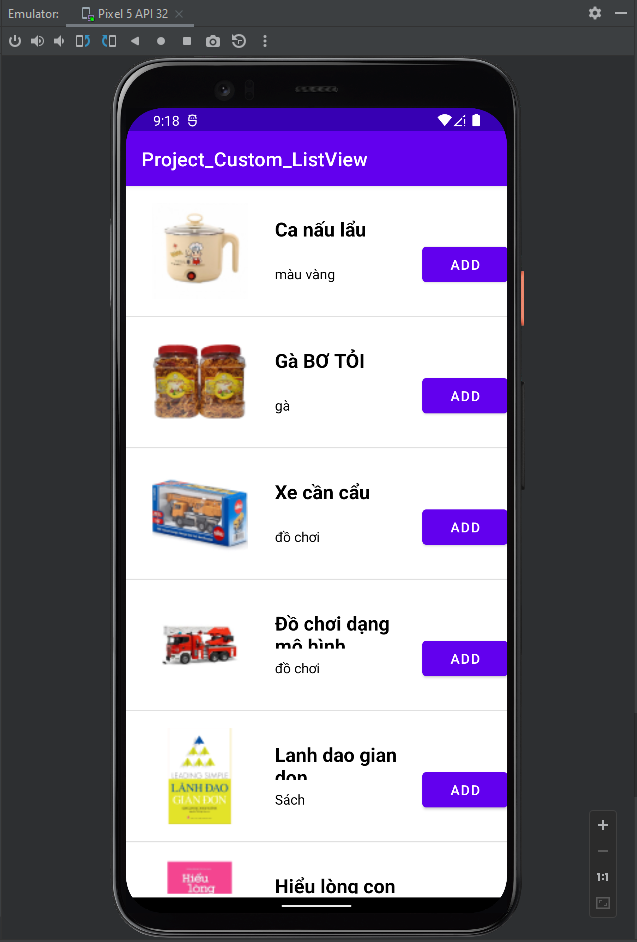 Emulator:
Pixel 5 API 32
9:18
Project_Custom_ListView
Ca nấu lẩu
màu vàng
ADD
Gà BƠ TỎI
gà
ADD
Xe cần cẩu
đồ chơi
ADD
Đồ chơi dạng
mô hình
đồ chơi
ADD
LEADING SIMPLE
LÃNH ĐẠO
GIẢN ĐƠN
Lanh dao gian
don
Sách
ADD
Hiểu
lòng
Hiểu lòng con
1:1